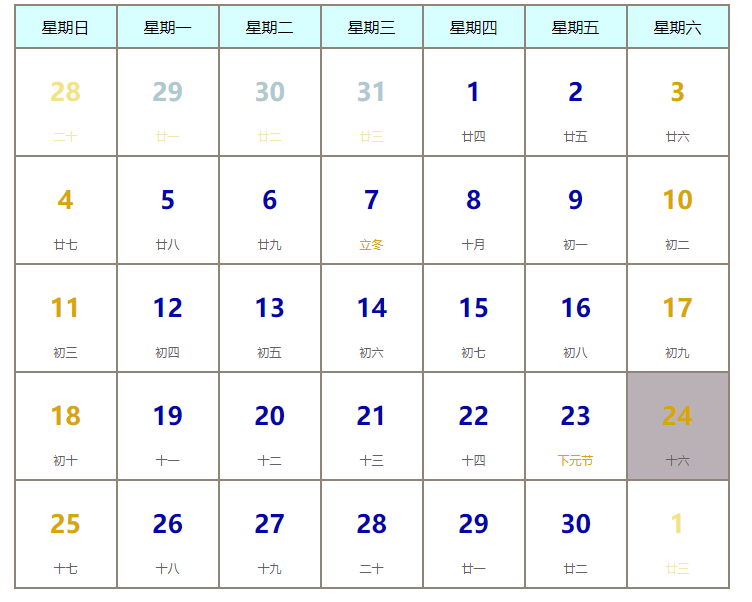 星期日 星期一 星期二 星期三 星期四 星期五 星期六
28 29 30 31 1 2 3
二十 廿一 廿二 廿三 廿四 廿五 廿六
4 5 6 7 8 9 10
廿七 廿八 廿九 立冬 十月 初一 初二
11 12 13 14 15 16 17
初三 初四 初五 初六 初七 初八 初九
18 19 20 21 22 23 24
初十 十一 十二 十三 十四 下元节 十六
25 26 27 28 29 30 1
十七 十八 十九 二十 廿一 廿二 廿三